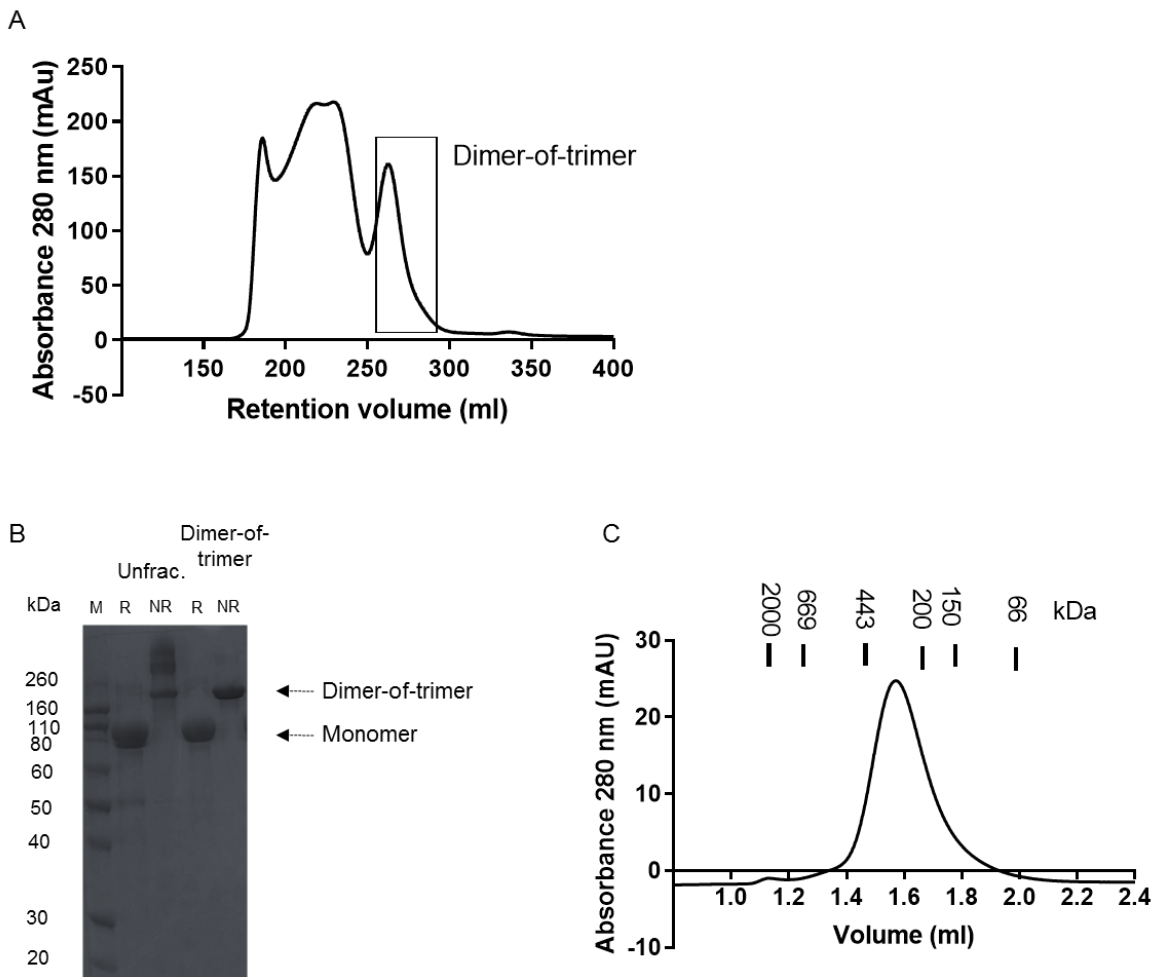 A
Absorbance 280 nm (mAu)
250
200
150
100
50
0
-50
150 200 250 300 350 400
Retention volume (ml)
Dimer-of-trimer
B
Dimer-of-
trimer
Unfrac.
kDa M R NR R NR
260
160
110
80
60
50
40
30
20
Dimer-of-trimer
Monomer
C
2000 669 443 200 150 66 kDa
Absorbance 280 nm (mAU)
30
20
10
0
-10
1.0 1.2 1.4 1.6 1.8 2.0 2.2 2.4
Volume (ml)